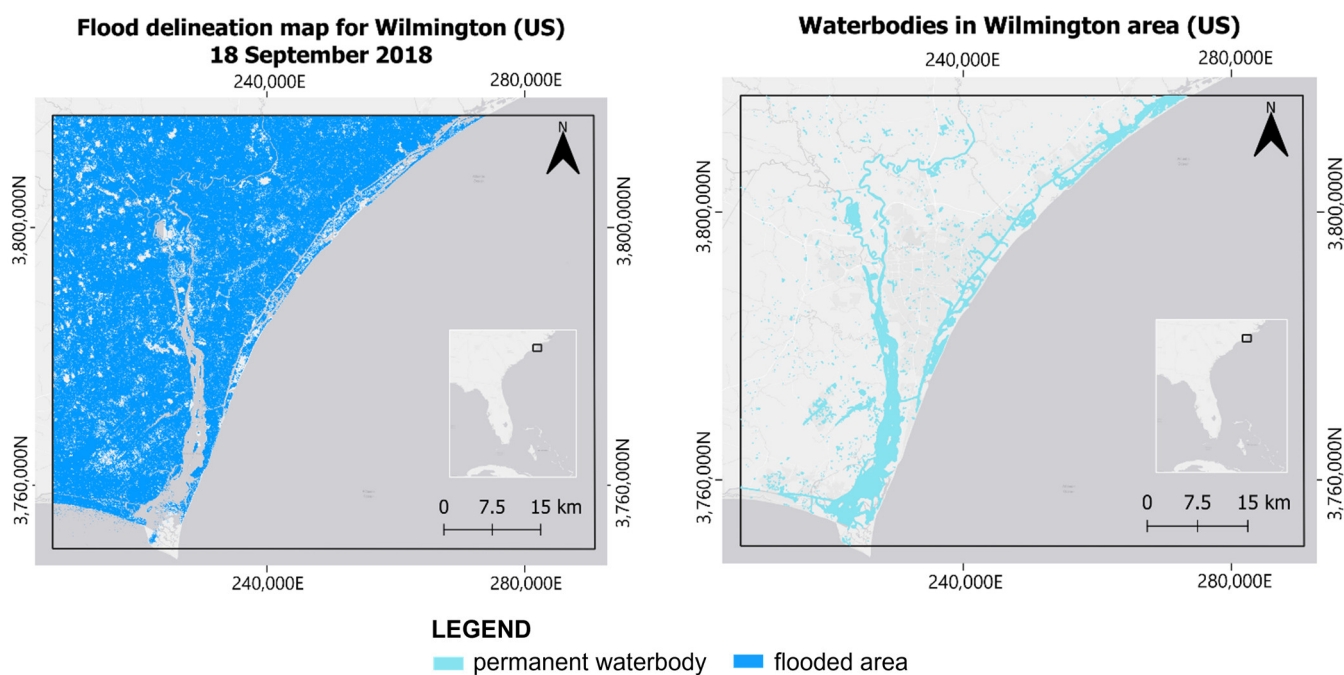 Flood delineation map for Wilmington (US)
18 September 2018
240,000E
280,000E
N
3,800,000N
3,800,000N
3,760,000N
3,760,000N
0 7.5 15 km
240,000E
280,000E
Waterbodies in Wilmington area (US)
240,000E
280,000E
N
3,800,000N
3,800,000N
3,760,000N
3,760,000N
0 7.5 15 km
240,000E
280,000E
LEGEND
permanent waterbody
flooded area